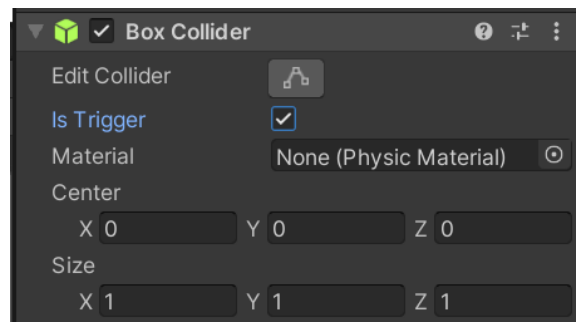 Box Collider
Edit Collider
Is Trigger
Material None (Physic Material)
Center
X 0 Y 0 Z 0
Size
X 1 Y 1 Z 1